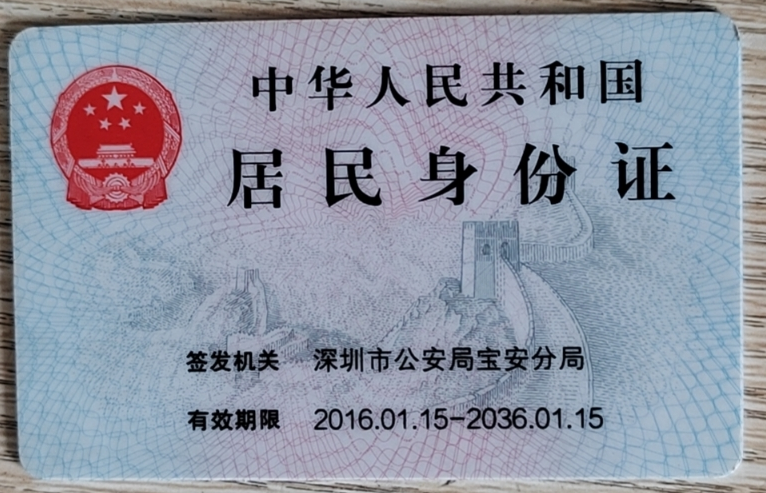 中华人民共和国
居民身份证
签发机关 深圳市公安局宝安分局
有效期限 2016.01.15-2036.01.15